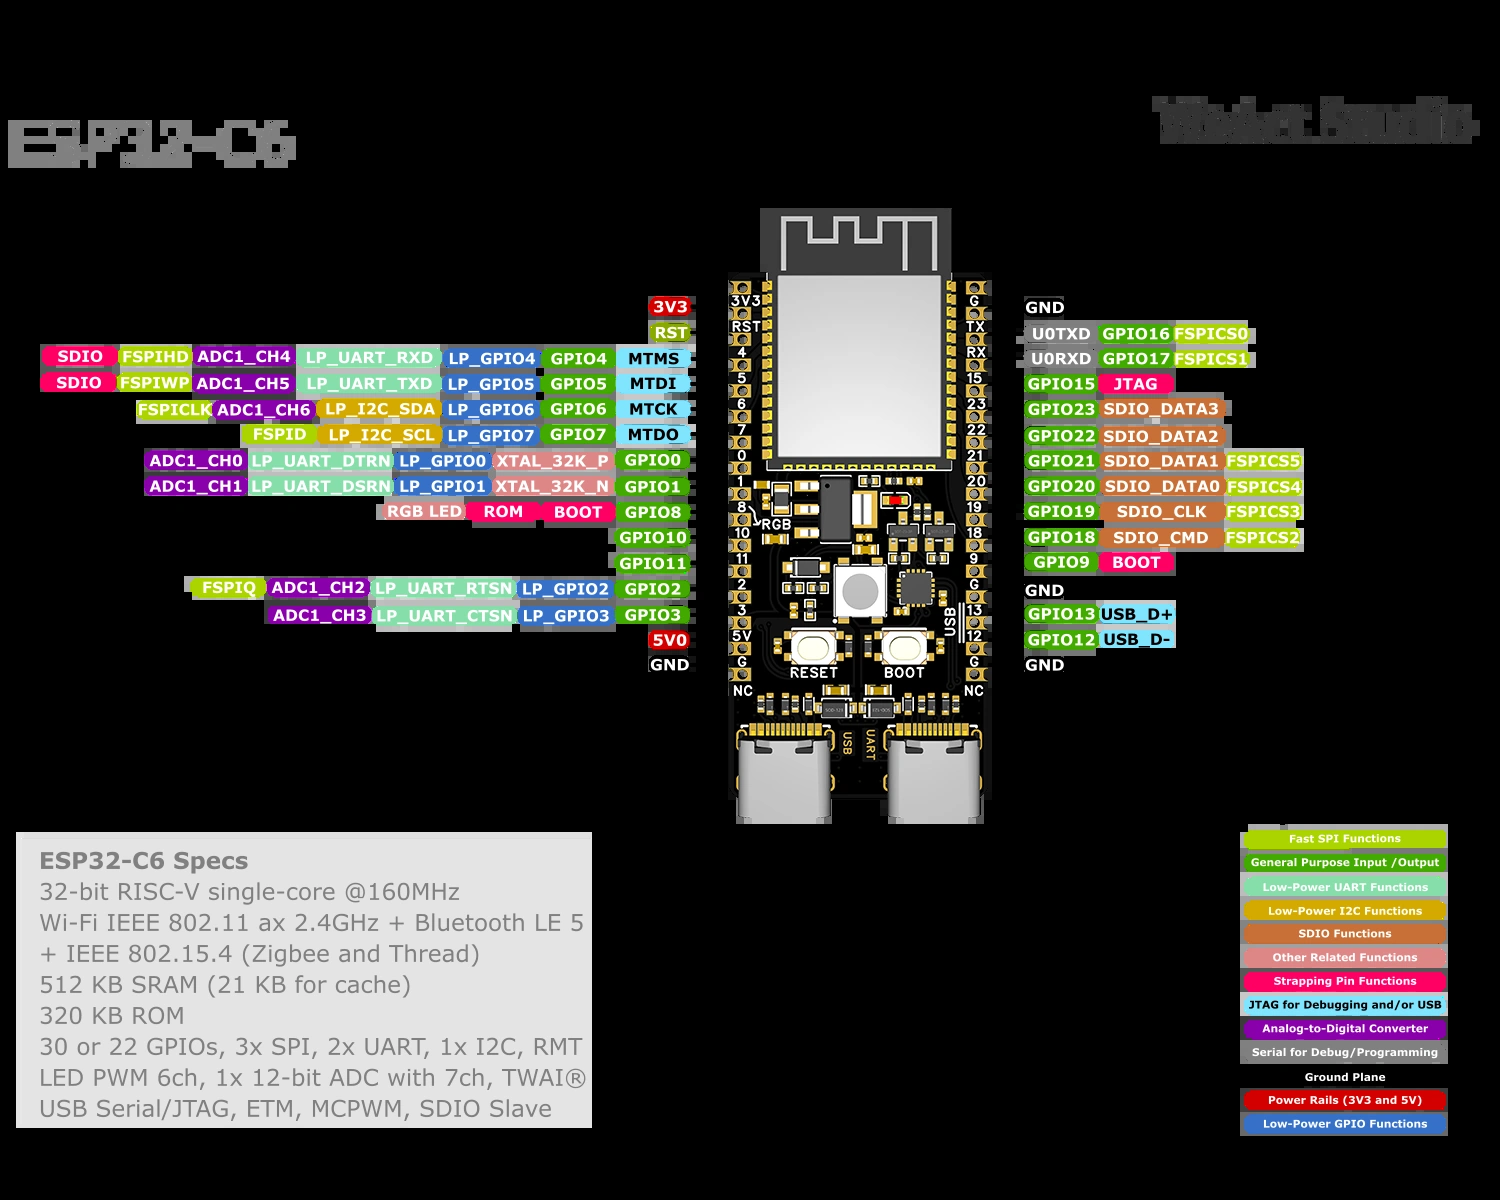 ESP32-C6
3V3
RST
SDIO FSPIHD ADC1_CH4 LP_UART_RXD LP_GPIO4 GPIO4 MTMS
SDIO FSPIWP ADC1_CH5 LP_UART_TXD LP_GPIO5 GPIO5 MTDI
FSPICLK ADC1_CH6 LP_I2C_SDA LP_GPIO6 GPIO6 MTCK
FSPID LP_I2C_SCL LP_GPIO7 GPIO7 MTDO
ADC1_CH0 LP_UART_DTRN LP_GPIO0 XTAL_32K_P GPIO0
ADC1_CH1 LP_UART_DSRN LP_GPIO1 XTAL_32K_N GPIO1
RGB LED ROM BOOT GPIO8
GPIO10
GPIO11
FSPIQ ADC1_CH2 LP_UART_RTSN LP_GPIO2 GPIO2
ADC1_CH3 LP_UART_CTSN LP_GPIO3 GPIO3
5V0
GND
3V3
RST
4
5
6
7
0
1
8
10
11
2
3
5V
G
NC
RGB
RESET
BOOT
USB
USB
UART
G
TX
RX
15
23
22
21
20
19
18
9
G
13
12
G
NC
GND
U0TXD GPIO16 FSPICS0
U0RXD GPIO17 FSPICS1
GPIO15 JTAG
GPIO23 SDIO_DATA3
GPIO22 SDIO_DATA2
GPIO21 SDIO_DATA1 FSPICS5
GPIO20 SDIO_DATA0 FSPICS4
GPIO19 SDIO_CLK FSPICS3
GPIO18 SDIO_CMD FSPICS2
GPIO9 BOOT
GND
GPIO13 USB_D+
GPIO12 USB_D-
GND
ESP32-C6 Specs
32-bit RISC-V single-core @160MHz
Wi-Fi IEEE 802.11 ax 2.4GHz + Bluetooth LE 5
+ IEEE 802.15.4 (Zigbee and Thread)
512 KB SRAM (21 KB for cache)
320 KB ROM
30 or 22 GPIOs, 3x SPI, 2x UART, 1x I2C, RMT
LED PWM 6ch, 1x 12-bit ADC with 7ch, TWAI®
USB Serial/JTAG, ETM, MCPWM, SDIO Slave
Fast SPI Functions
General Purpose Input /Output
Low-Power UART Functions
Low-Power I2C Functions
SDIO Functions
Other Related Functions
Strapping Pin Functions
JTAG for Debugging and/or USB
Analog-to-Digital Converter
Serial for Debug/Programming
Ground Plane
Power Rails (3V3 and 5V)
Low-Power GPIO Functions